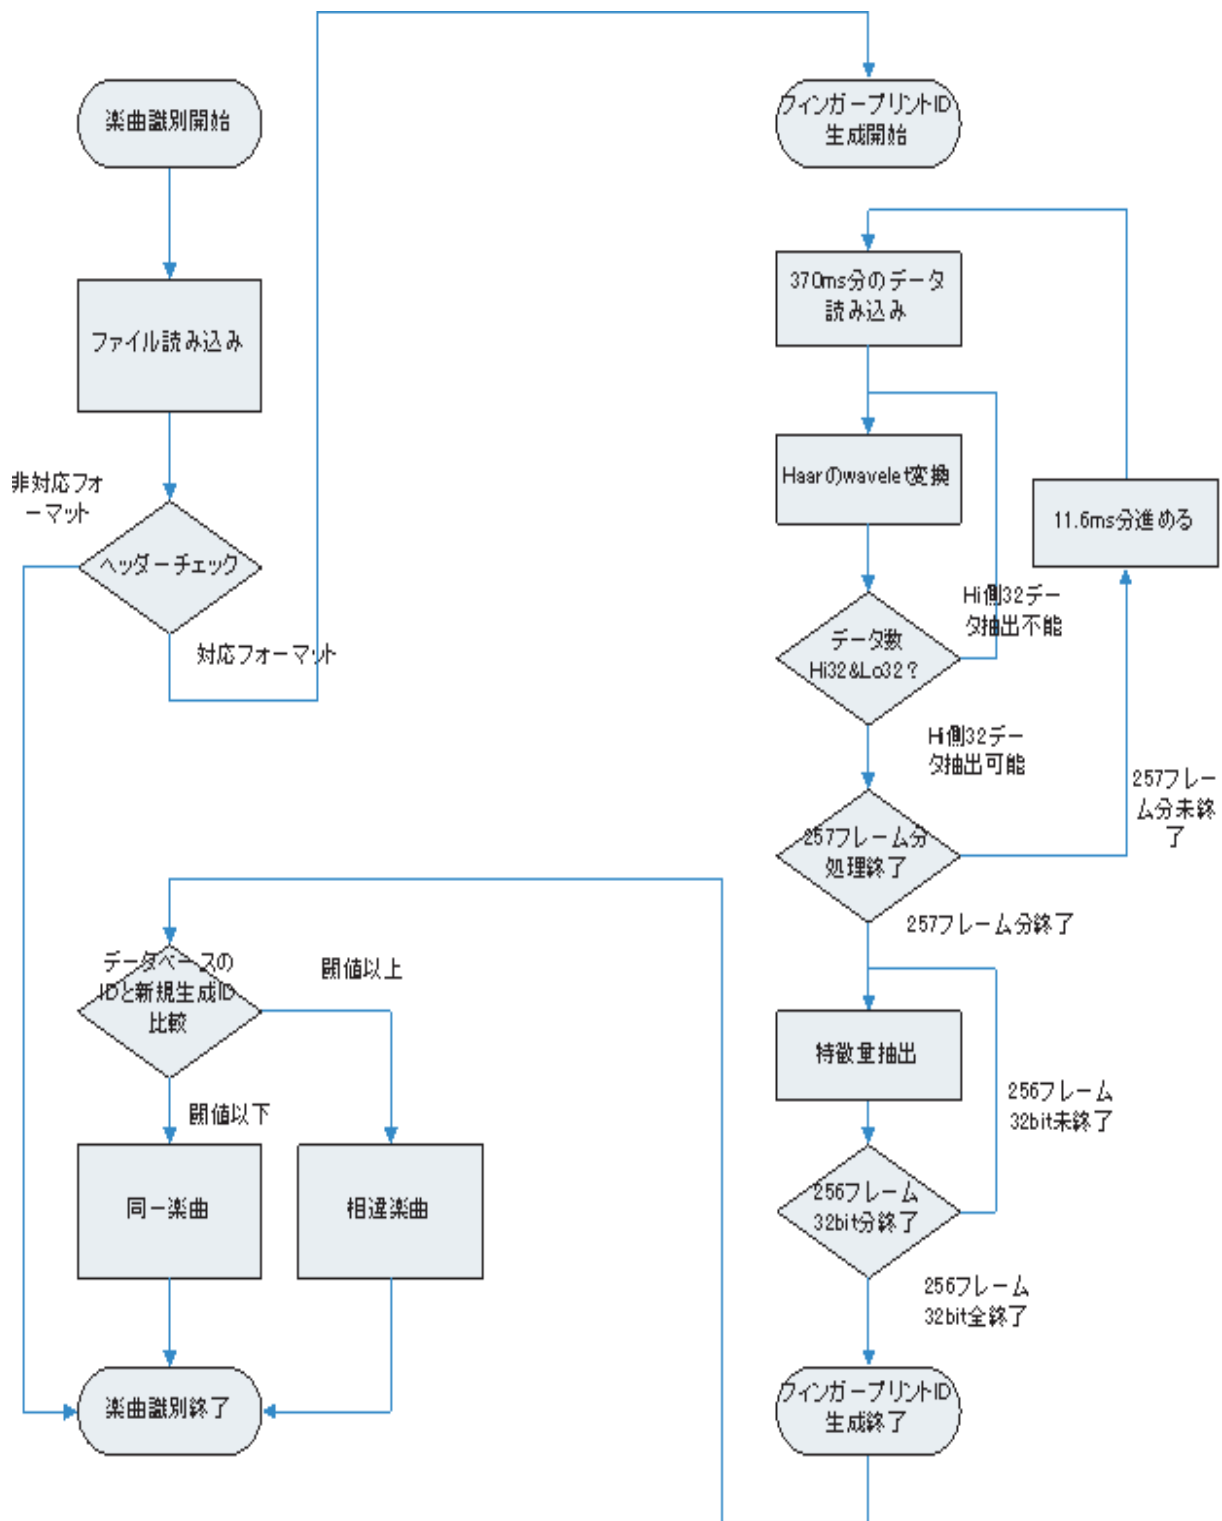 楽曲識別開始
ファイル読み込み
非対応フォ
ーマット
ヘッダーチェック
対応フォーマット
フィンガープリントID
生成開始
370ms分のデータ
読み込み
Haarのwavelet変換
11.6ms分進める
Hi側32デー
タ抽出不能
データ数
Hi32&Lo32?
Hi側32デー
タ抽出可能
257フレー
ム分未終
了
257フレーム分
処理終了
257フレーム分終了
特徴量抽出
256フレーム
32bit未終了
256フレーム
32bit分終了
256フレーム
32bit全終了
フィンガープリントID
生成終了
データベースの
IDと新規生成ID
比較
閾値以上
閾値以下
同一楽曲
相違楽曲
楽曲識別終了